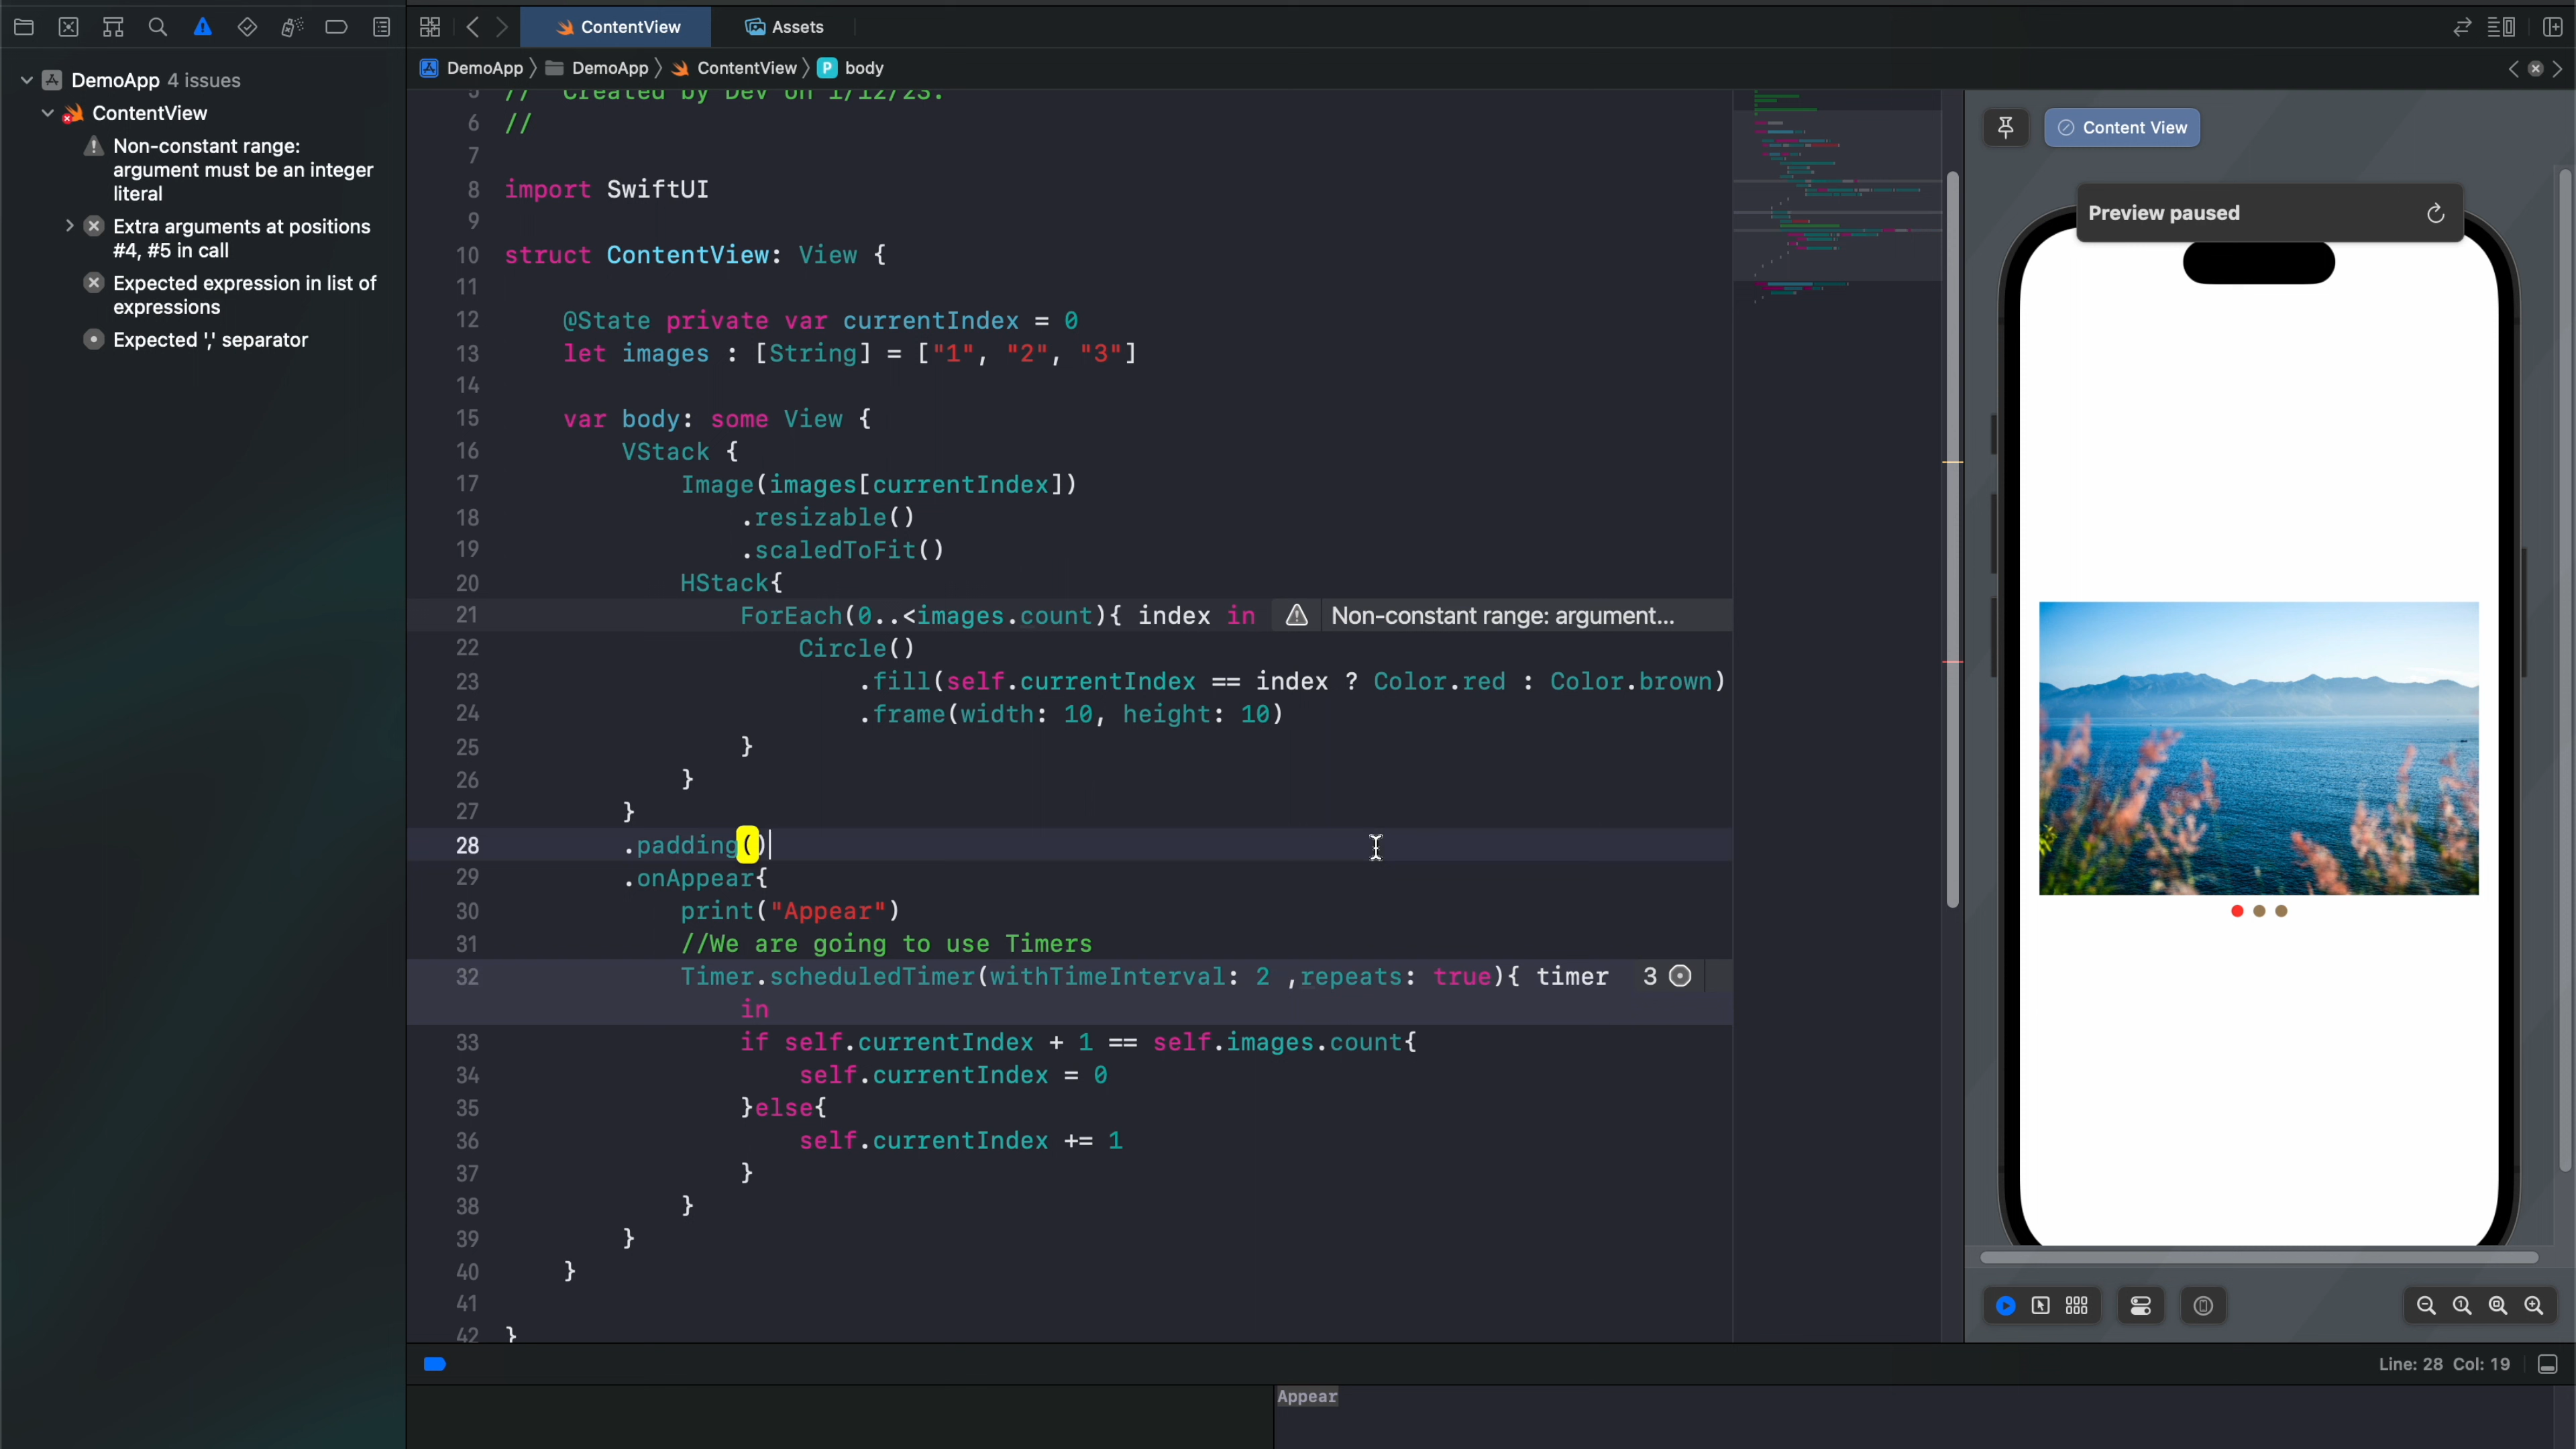 ContentView
Assets
DemoApp 4 issues
ContentView
Non-constant range:
argument must be an integer
literal
Extra arguments at positions
#4, #5 in call
Expected expression in list of
expressions
Expected ',' separator
DemoApp
DemoApp
ContentView
P
body
5 //  Created by Dev on 1/12/23.
6 //
7
8 import SwiftUI
9
10 struct ContentView: View {
11
12 @State private var currentIndex = 0
13 let images : [String] = ["1", "2", "3"]
14
15 var body: some View {
16 VStack {
17 Image(images[currentIndex])
18 .resizable()
19 .scaledToFit()
20 HStack{
21 ForEach(0..<images.count){ index in Non-constant range: argument...
22 Circle()
23 .fill(self.currentIndex == index ? Color.red : Color.brown)
24 .frame(width: 10, height: 10)
25 }
26 }
27 }
28 .padding()
29 .onAppear{
30 print("Appear")
31 //We are going to use Timers
32 Timer.scheduledTimer(withTimeInterval: 2 ,repeats: true){ timer 3
in
33 if self.currentIndex + 1 == self.images.count{
34 self.currentIndex = 0
35 }else{
36 self.currentIndex += 1
37 }
38 }
39 }
40 }
41
42 }
Content View
Preview paused
Line: 28 Col: 19
Appear